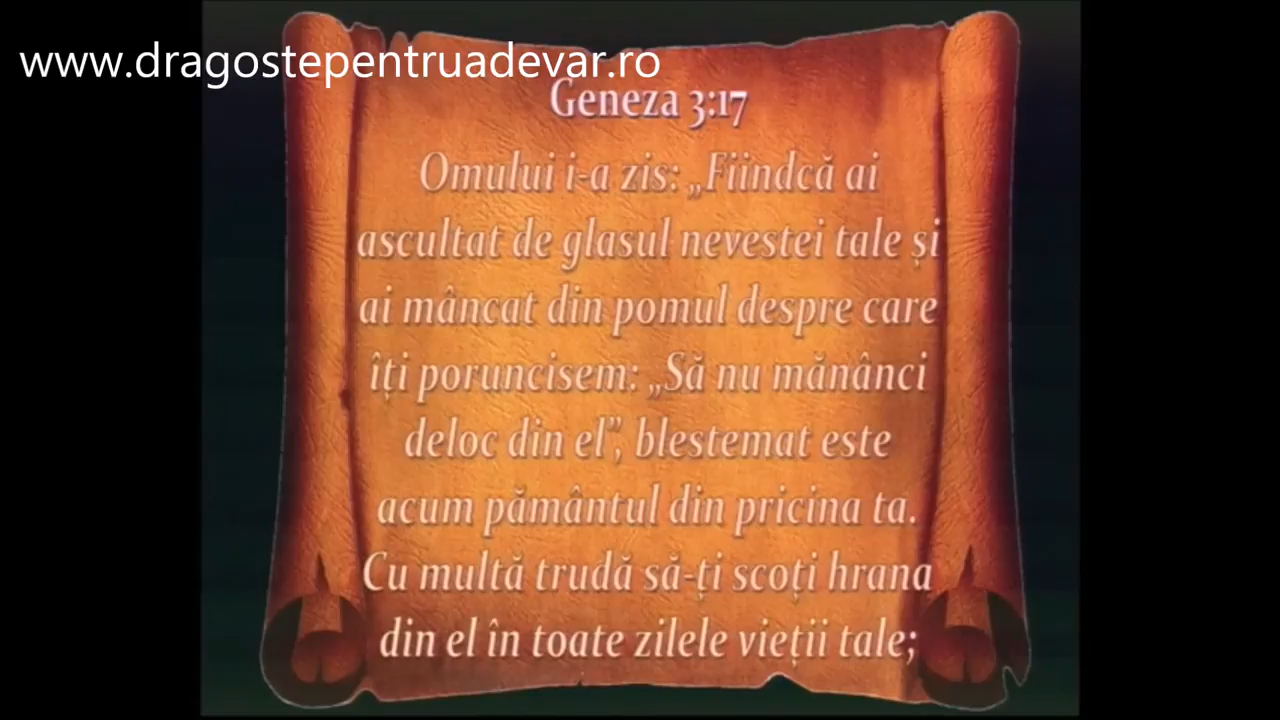 www.dragostepentruadevar.ro
Geneza 3:17
Omului i-a zis: „Fiindcă ai
ascultat de glasul nevestei tale și
ai mâncat din pomul despre care
îți poruncisem: „Să nu mănânci
deloc din el”, blestemat este
acum pământul din pricina ta.
Cu multă trudă să-ți scoți hrana
din el în toate zilele vieții tale;